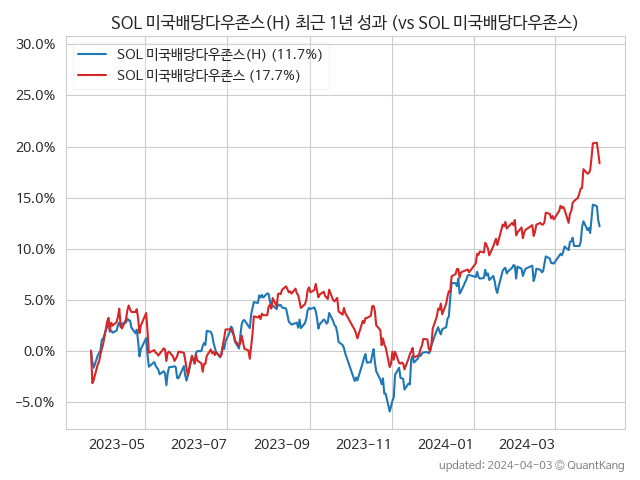 SOL 미국배당다우존스(H) 최근 1년 성과 (vs SOL 미국배당다우존스)
SOL 미국배당다우존스(H) (11.7%)
SOL 미국배당다우존스 (17.7%)
30.0%
25.0%
20.0%
15.0%
10.0%
5.0%
0.0%
−5.0%
2023-05 2023-07 2023-09 2023-11 2024-01 2024-03
updated: 2024-04-03 © QuantKang